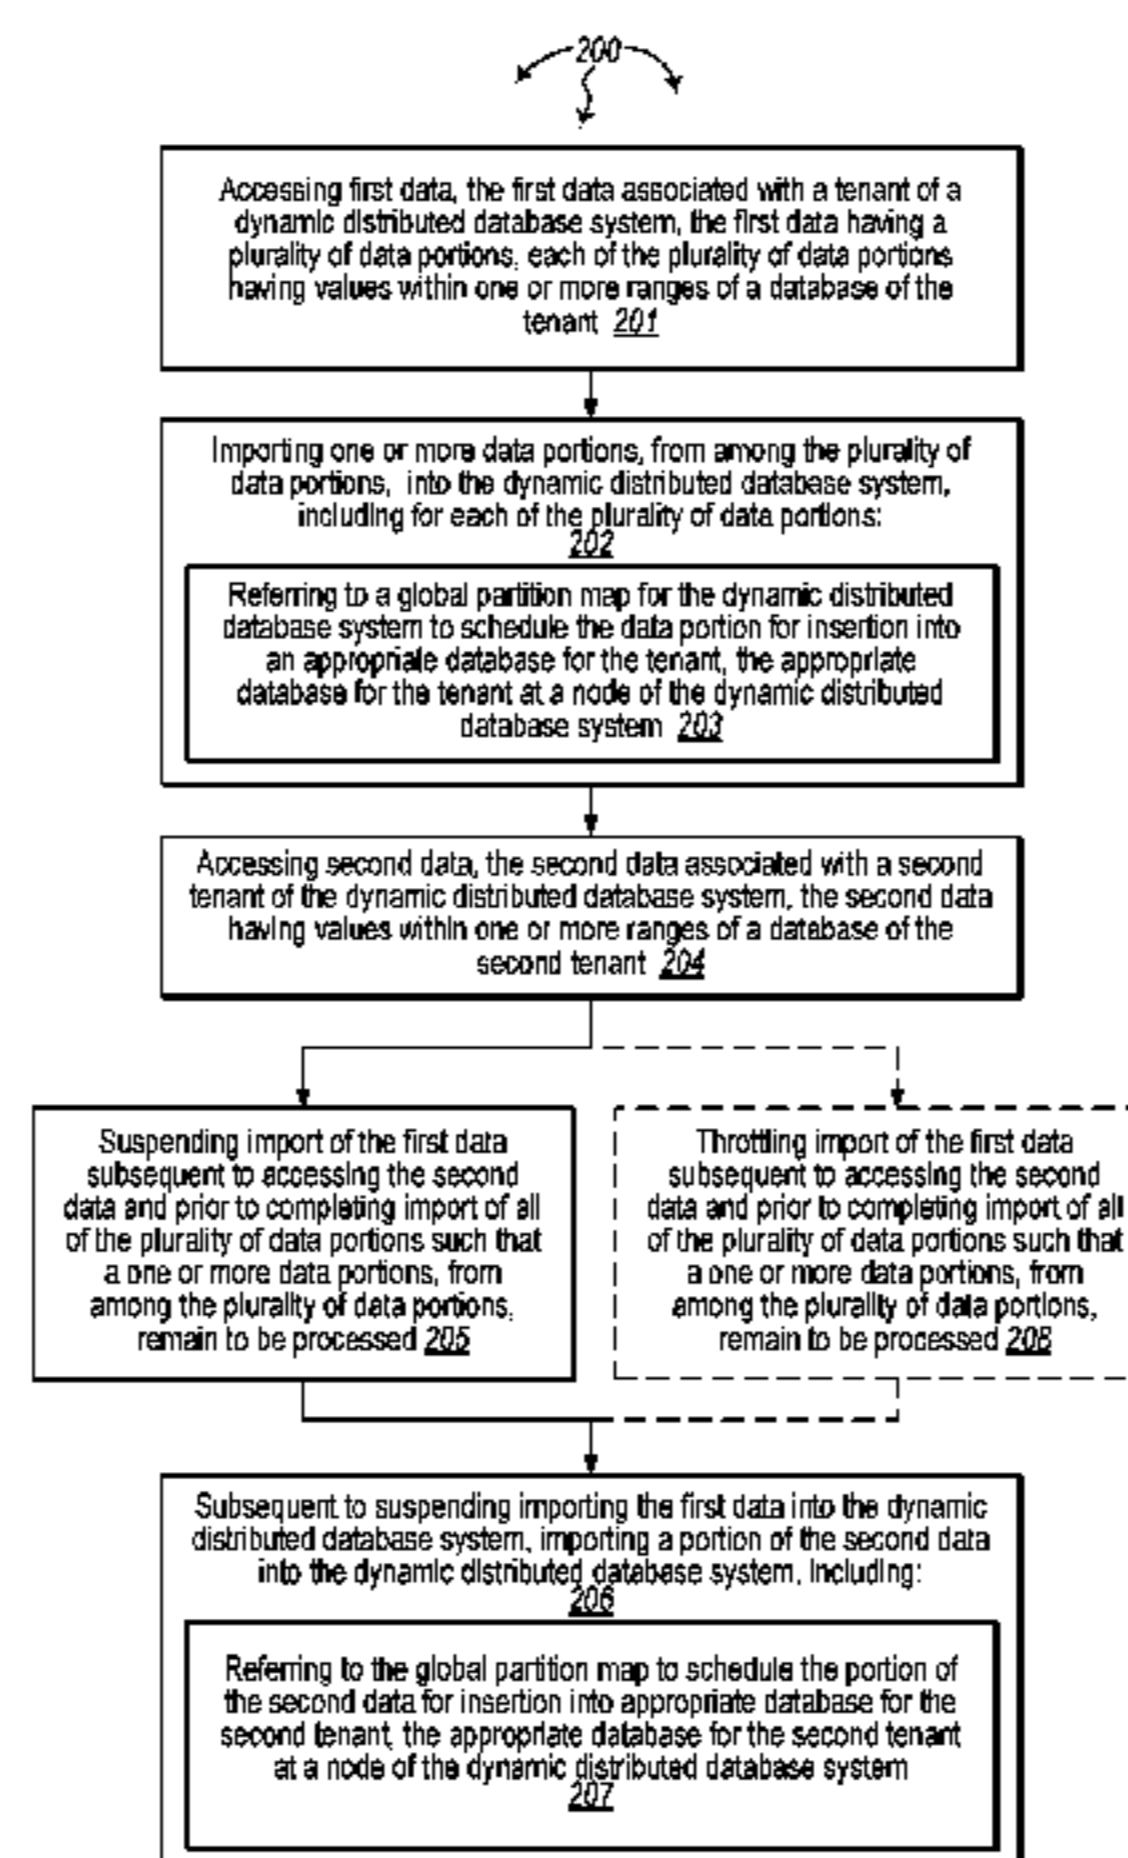 200
Accessing first data, the first data associated with a tenant of a
dynamic distributed database system, the first data having a
plurality of data portions, each of the plurality of data portions
having values within one or more ranges of a database of the
tenant 201
Importing one or more data portions, from among the plurality of
data portions, into the dynamic distributed database system,
including for each of the plurality of data portions:
202
Referring to a global partition map for the dynamic distributed
database system to schedule the data portion for insertion into
an appropriate database for the tenant, the appropriate
database for the tenant at a node of the dynamic distributed
database system 203
Accessing second data, the second data associated with a second
tenant of the dynamic distributed database system, the second data
having values within one or more ranges of a database of the
second tenant 204
Suspending import of the first data
subsequent to accessing the second
data and prior to completing import of all
of the plurality of data portions such that
a one or more data portions, from
among the plurality of data portions,
remain to be processed 205
Throttling import of the first data
subsequent to accessing the second
data and prior to completing import of all
of the plurality of data portions such that
a one or more data portions, from
among the plurality of data portions,
remain to be processed 208
Subsequent to suspending importing the first data into the dynamic
distributed database system, importing a portion of the second data
into the dynamic distributed database system, including:
206
Referring to the global partition map to schedule the portion of
the second data for insertion into appropriate database for the
second tenant, the appropriate database for the second tenant
at a node of the dynamic distributed database system
207